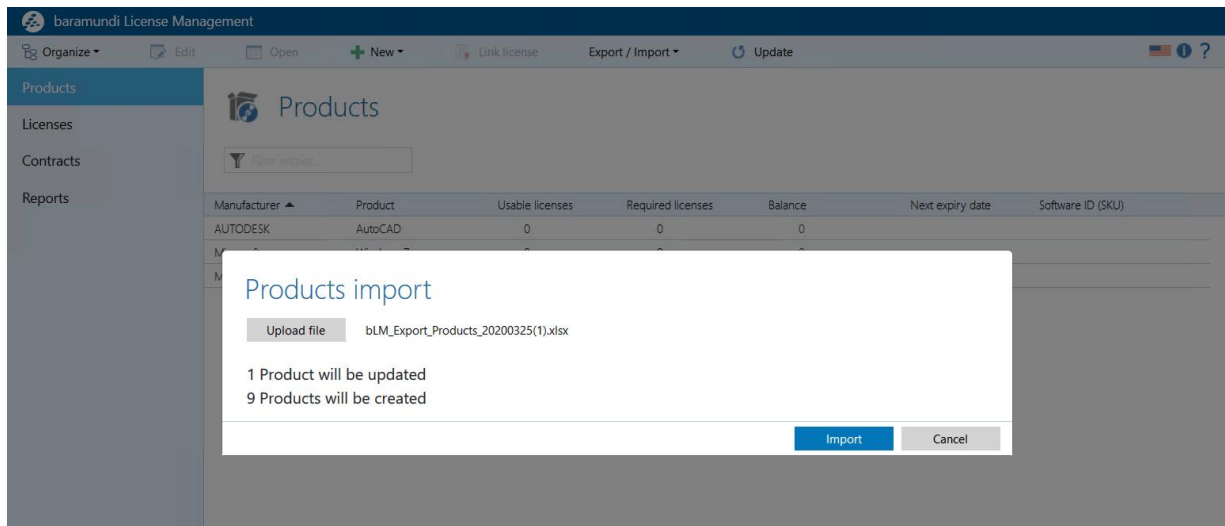 baramundi License Management
Organize Edit Open New Link license Export / Import Update
Products
Licenses
Contracts
Reports
Products
Filter entries...
Manufacturer Product Usable licenses Required licenses Balance Next expiry date Software ID (SKU)
AUTODESK AutoCAD 0 0 0
Products import
Upload file bLM_Export_Products_20200325(1).xlsx
1 Product will be updated
9 Products will be created
Import Cancel